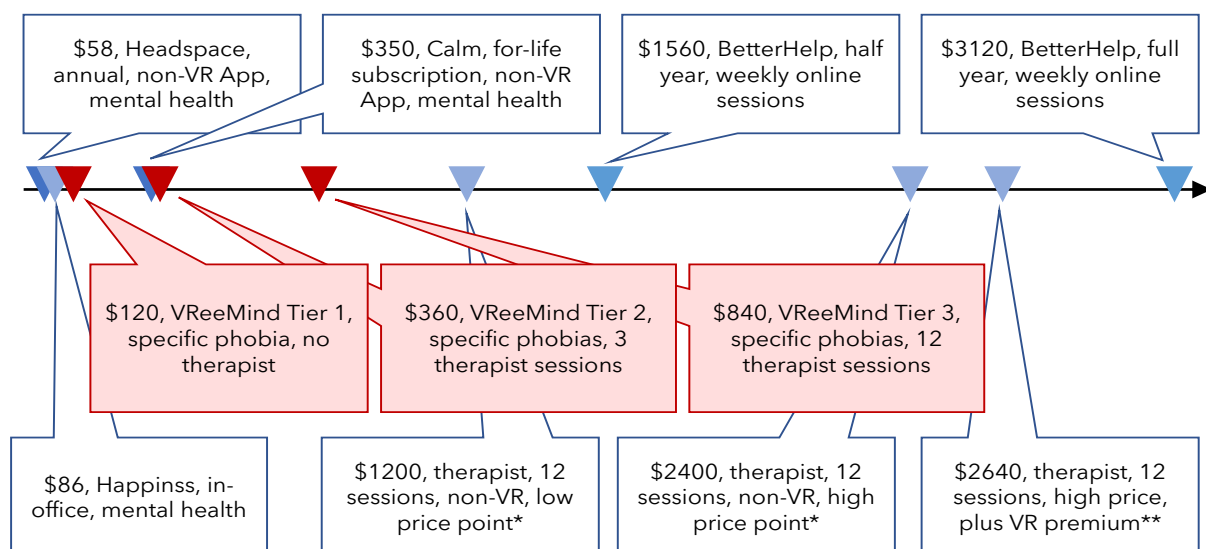 $58, Headspace,
annual, non-VR App,
mental health
$350, Calm, for-life
subscription, non-VR
App, mental health
$1560, BetterHelp, half
year, weekly online
sessions
$3120, BetterHelp, full
year, weekly online
sessions
$120, VReeMind Tier 1,
specific phobia, no
therapist
$360, VReeMind Tier 2,
specific phobias, 3
therapist sessions
$840, VReeMind Tier 3,
specific phobias, 12
therapist sessions
$86, Happinss, in-
office, mental health
$1200, therapist, 12
sessions, non-VR, low
price point*
$2400, therapist, 12
sessions, non-VR, high
price point*
$2640, therapist, 12
sessions, high price,
plus VR premium**